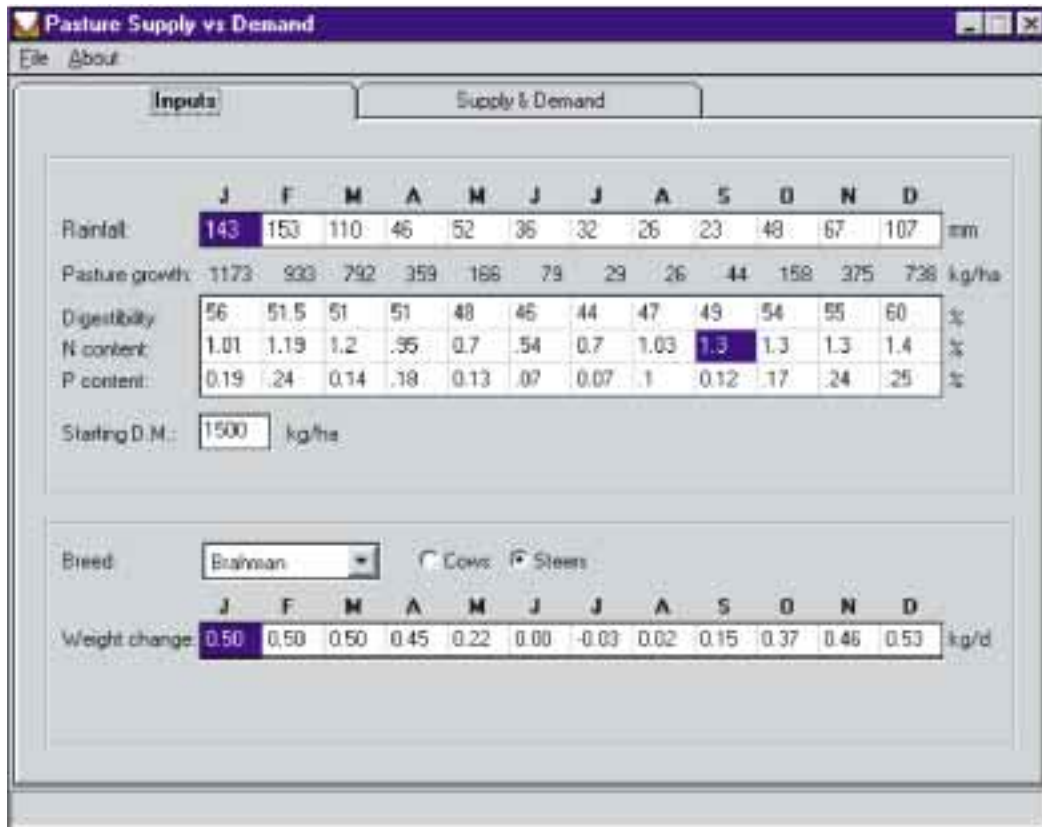 Pasture Supply vs Demand
File About
Inputs Supply & Demand
J F M A M J J A S O N D
Rainfall: 143 153 110 46 52 36 32 26 23 48 67 107 mm
Pasture growth: 1173 933 792 359 166 79 29 26 44 158 375 738 kg/ha
Digestibility: 56 51.5 51 51 48 46 44 47 49 54 55 60 %
N content: 1.01 1.19 1.2 .95 0.7 .54 0.7 1.03 1.3 1.3 1.3 1.4 %
P content: 0.19 .24 0.14 .18 0.13 .07 0.07 .1 0.12 .17 .24 .25 %
Starting D.M.: 1500 kg/ha
Breed: Brahman Cows Steers
J F M A M J J A S O N D
Weight change: 0.50 0.50 0.50 0.45 0.22 0.00 -0.03 0.02 0.15 0.37 0.46 0.53 kg/d